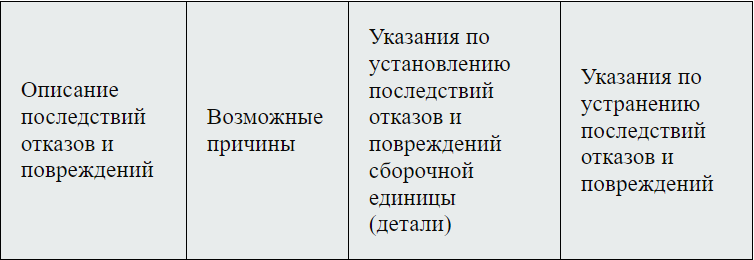 Описание
последствий
отказов и
повреждений
Возможные
причины
Указания по
установлению
последствий
отказов и
повреждений
сборочной
единицы
(детали)
Указания по
устранению
последствий
отказов и
повреждений